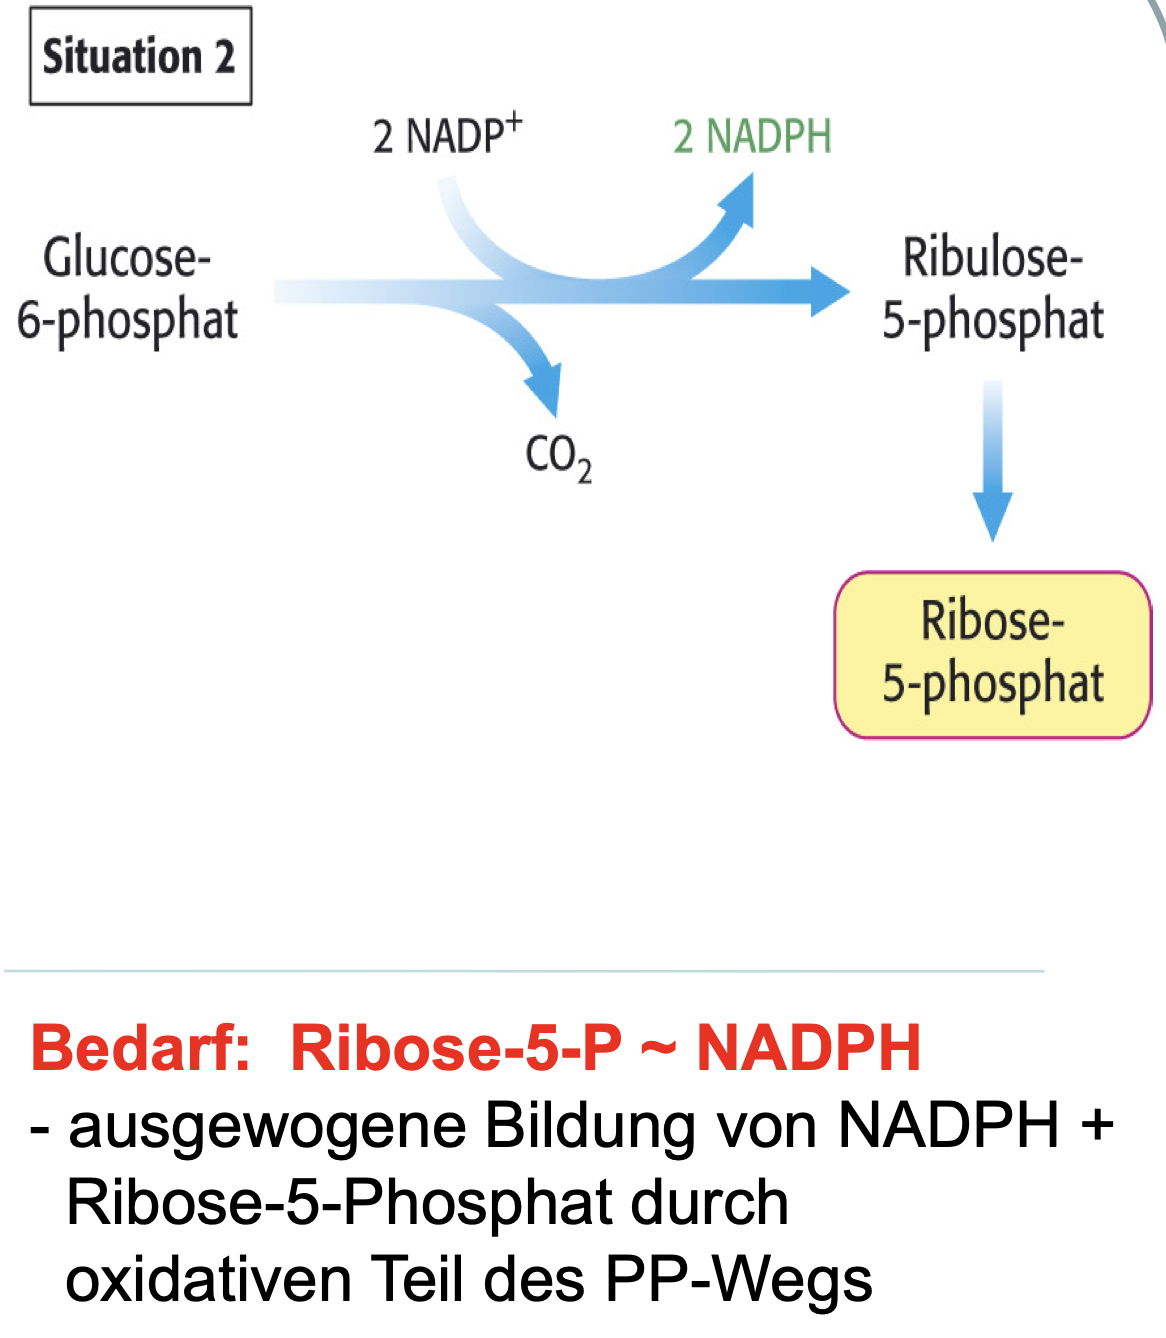 Situation 2
2 NADP⁺
2 NADPH
Glucose-
6-phosphat
Ribulose-
5-phosphat
CO₂
Ribose-
5-phosphat
Bedarf: Ribose-5-P ~ NADPH
- ausgewogene Bildung von NADPH +
Ribose-5-Phosphat durch
oxidativen Teil des PP-Wegs